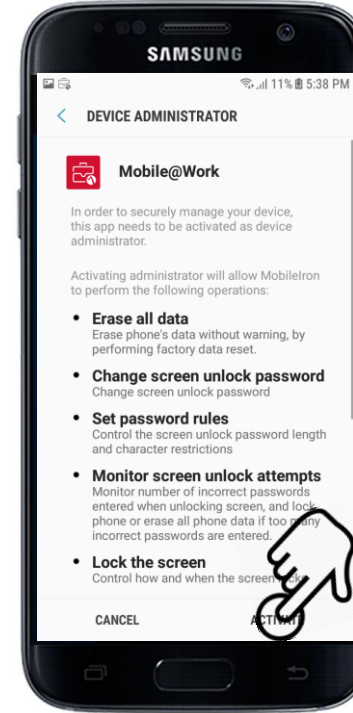 SAMSUNG
11% 5:38 PM
DEVICE ADMINISTRATOR
Mobile@Work
In order to securely manage your device,
this app needs to be activated as device
administrator.
Activating administrator will allow MobileIron
to perform the following operations:
• Erase all data
Erase phone's data without warning, by
performing factory data reset.
• Change screen unlock password
Change screen unlock password
• Set password rules
Control the screen unlock password length
and character restrictions
• Monitor screen unlock attempts
Monitor number of incorrect passwords
entered when unlocking screen, and lock
phone or erase all phone data if too many
incorrect passwords are entered.
• Lock the screen
Control how and when the screen locks
CANCEL
ACTIVATE